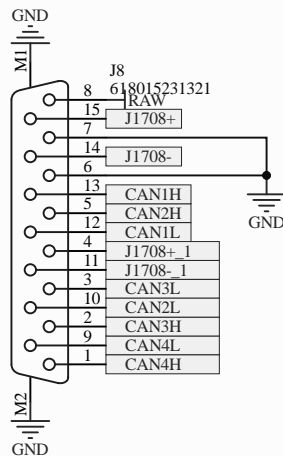 GND
M1
J8
618015231321
8 RAW
15 J1708+
7
14 J1708-
6
13 CAN1H
GND
5 CAN2H
12 CAN1L
4 J1708+_1
11 J1708-_1
3 CAN3L
10 CAN2L
2 CAN3H
9 CAN4L
1 CAN4H
M2
GND